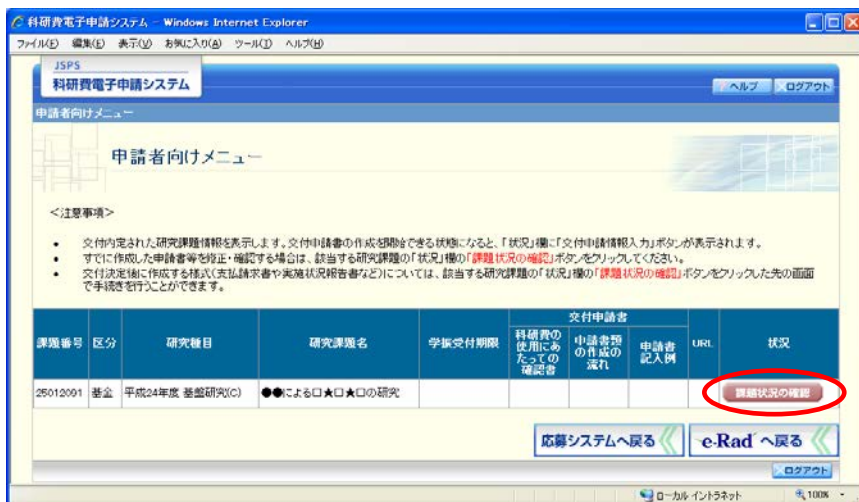 科研費電子申請システム - Windows Internet Explorer
ファイル(F) 編集(E) 表示(V) お気に入り(A) ツール(T) ヘルプ(H)
JSPS
科研費電子申請システム
? ヘルプ ×ログアウト
申請者向けメニュー
申請者向けメニュー
<注意事項>
• 交付内定された研究課題情報を表示します。交付申請書の作成を開始できる状態になると、「状況」欄に「交付申請情報入力」ボタンが表示されます。
• すでに作成した申請書等を修正・確認する場合は、該当する研究課題の「状況」欄の「課題状況の確認」ボタンをクリックしてください。
• 交付決定後に作成する様式(支払請求書や実施状況報告書など)については、該当する研究課題の「状況」欄の「課題状況の確認」ボタンをクリックした先の画面
で手続きを行うことができます。
交付申請書
課題番号 区分 研究種目 研究課題名 学振受付期限 科研費の使用にあたっての確認書 申請書類の作成の流れ 申請書記入例 URL 状況
25012091 基金 平成24年度 基盤研究(C) ●●による□★□★□の研究 課題状況の確認
応募システムへ戻る e-Rad へ戻る
×ログアウト
ローカル イントラネット 100%